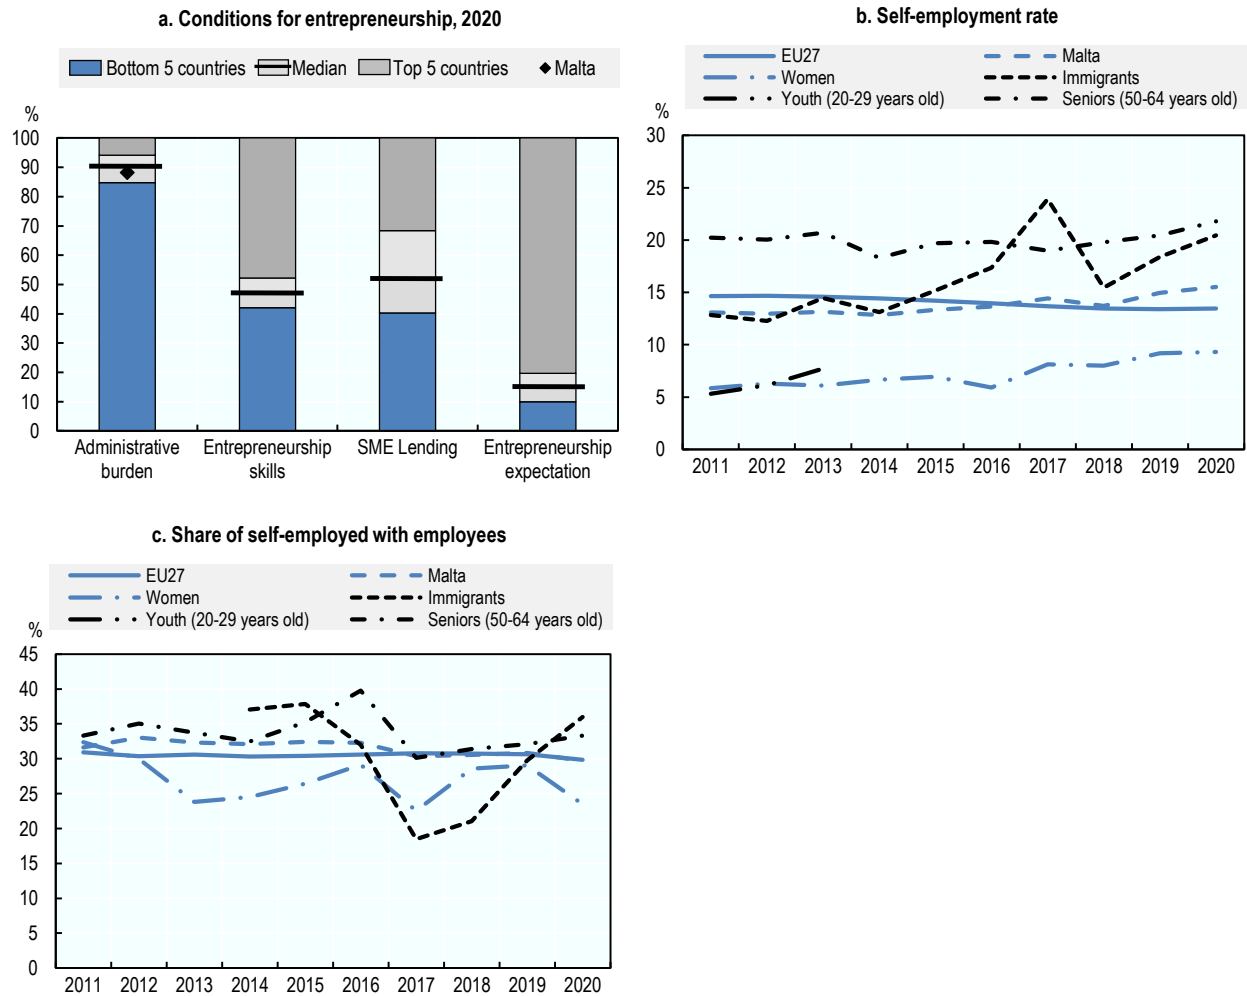 a. Conditions for entrepreneurship, 2020
Bottom 5 countries Median Top 5 countries Malta
%
100
90
80
70
60
50
40
30
20
10
0
Administrative burden
Entrepreneurship skills
SME Lending
Entrepreneurship expectation
b. Self-employment rate
EU27 Malta
Women Immigrants
Youth (20-29 years old) Seniors (50-64 years old)
%
30
25
20
15
10
5
0
2011 2012 2013 2014 2015 2016 2017 2018 2019 2020
c. Share of self-employed with employees
EU27 Malta
Women Immigrants
Youth (20-29 years old) Seniors (50-64 years old)
%
45
40
35
30
25
20
15
10
5
0
2011 2012 2013 2014 2015 2016 2017 2018 2019 2020